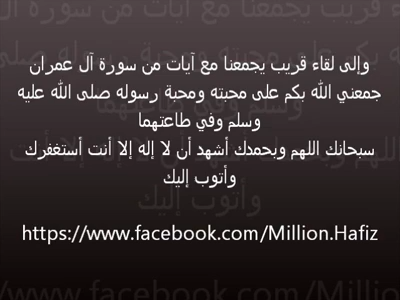 وإلى لقاء قريب يجمعنا مع آيات من سورة آل عمران
جمعني الله بكم على محبته ومحبة رسوله صلى الله عليه
وسلم وفي طاعتهما
سبحانك اللهم وبحمدك أشهد أن لا إله إلا أنت أستغفرك
وأتوب إليك
https://www.facebook.com/Million.Hafiz